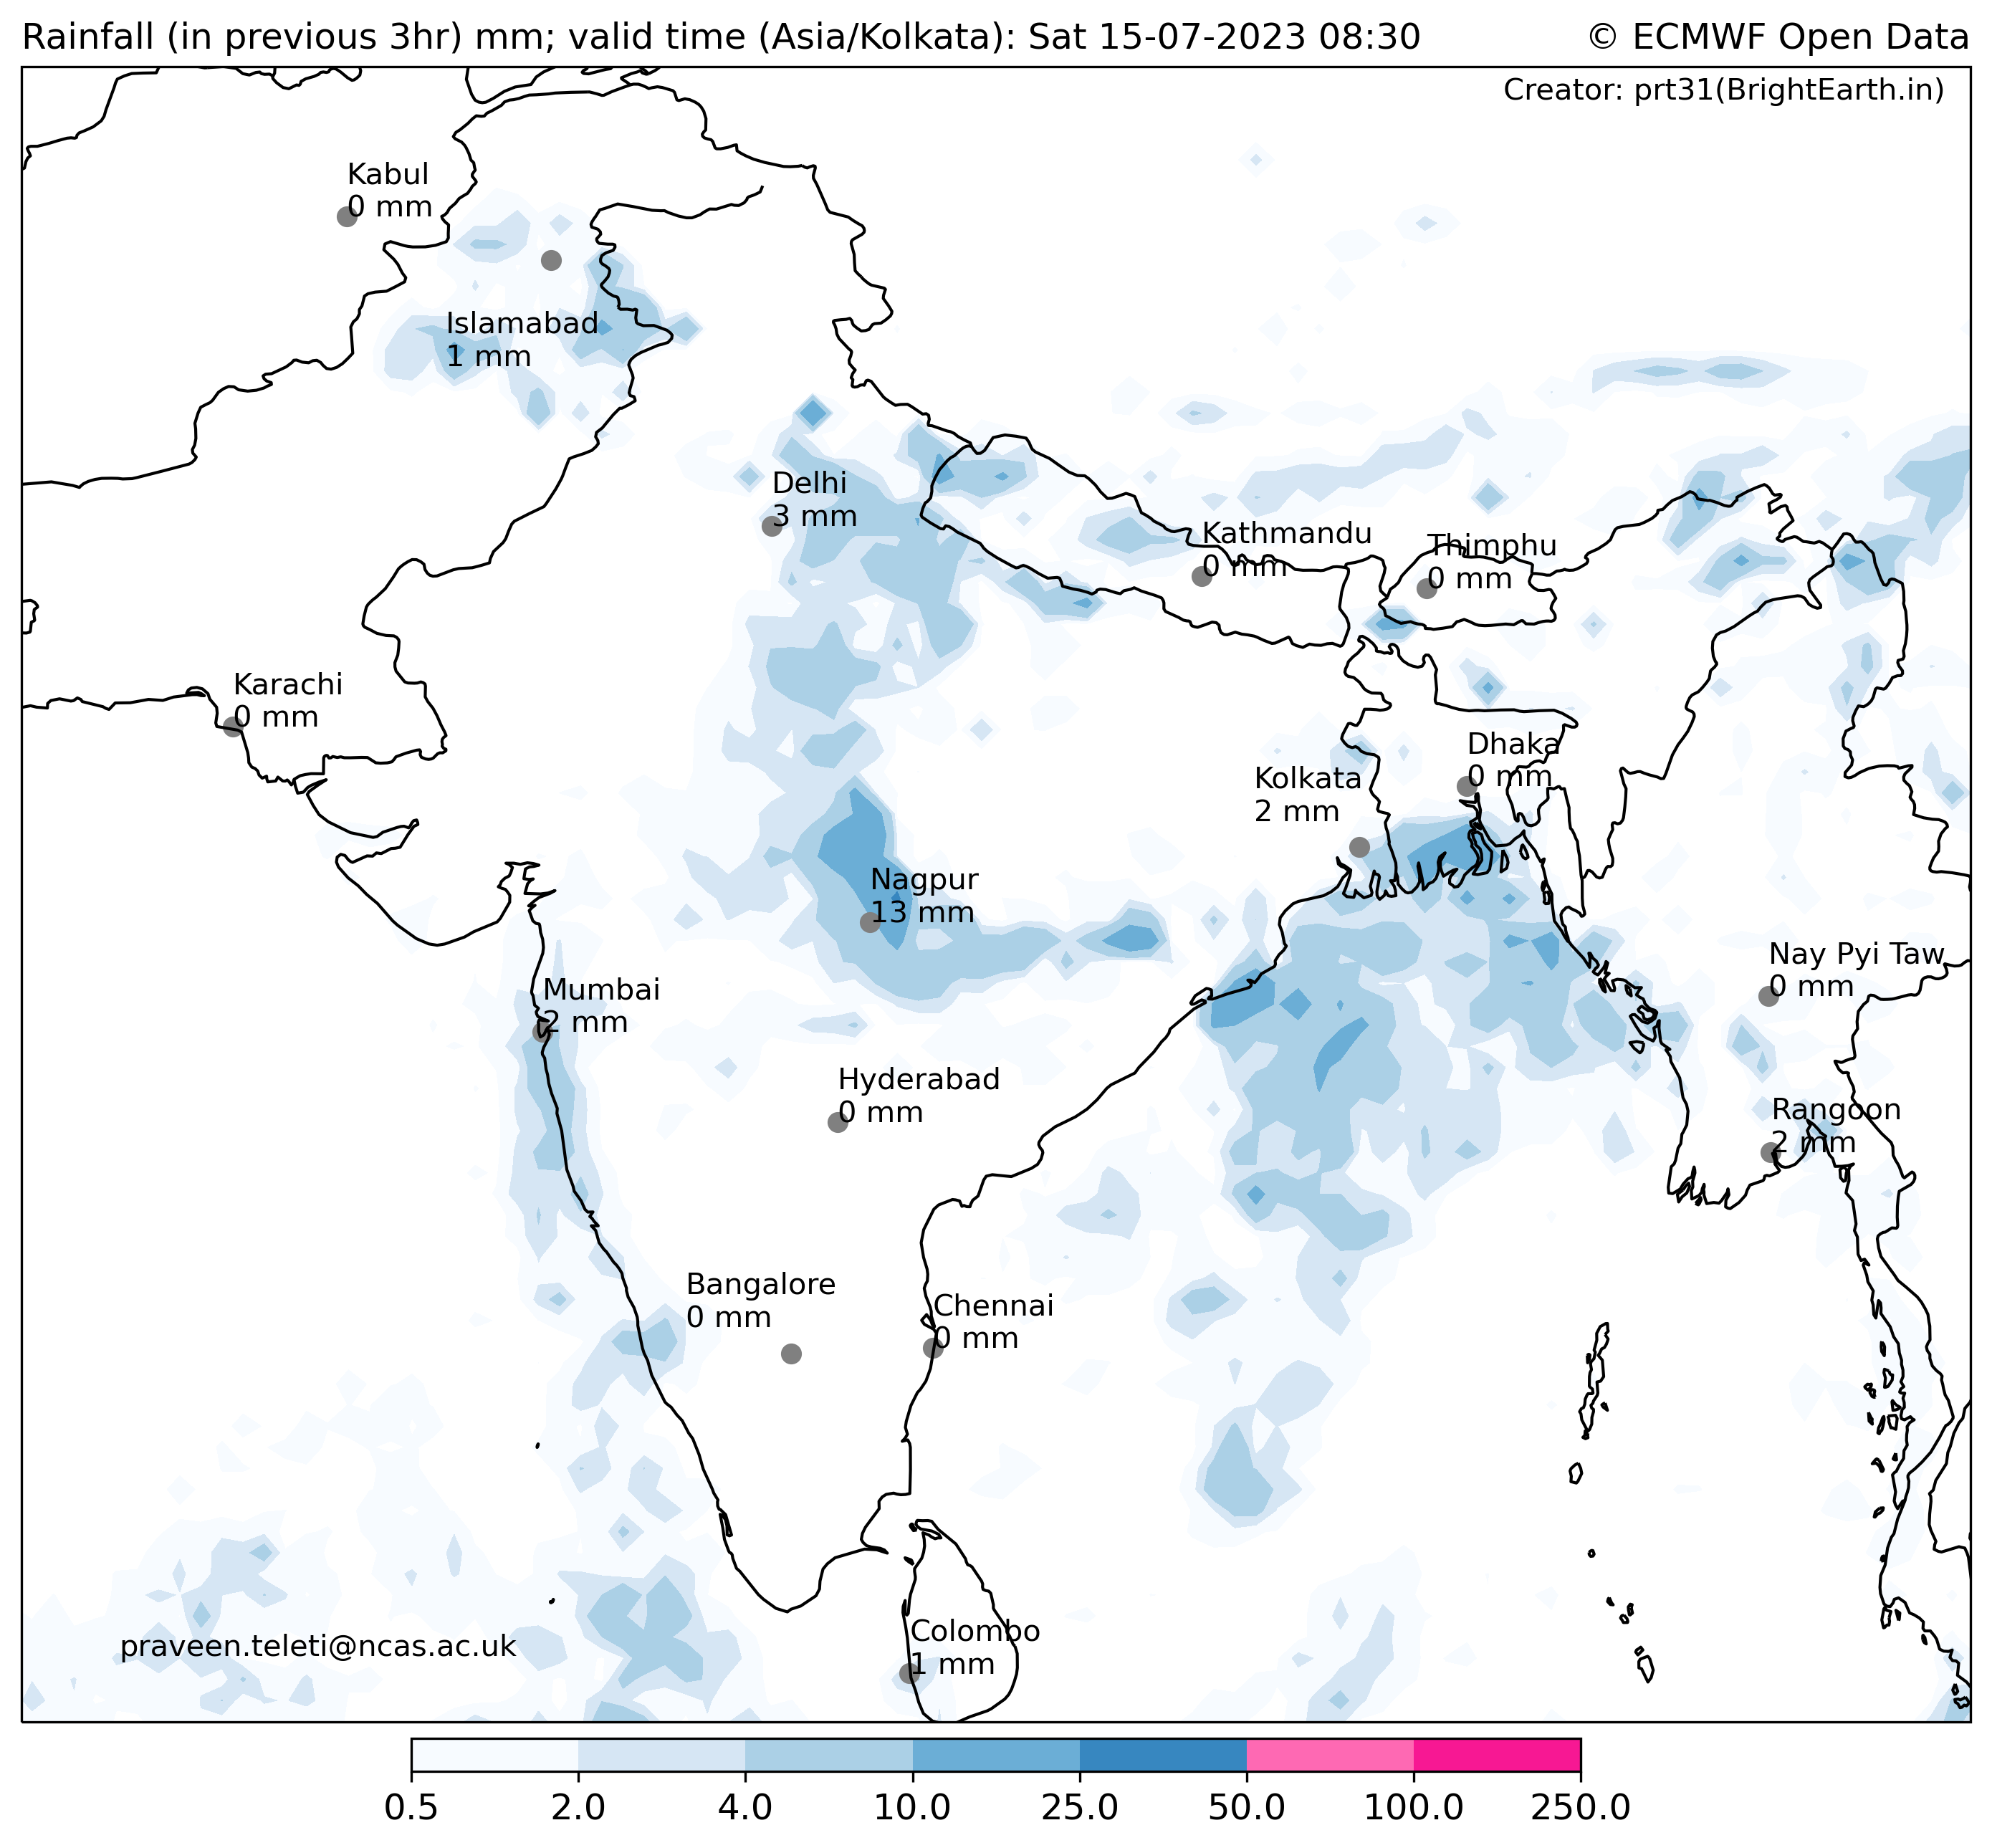 Rainfall (in previous 3hr) mm; valid time (Asia/Kolkata): Sat 15-07-2023 08:30
© ECMWF Open Data
Creator: prt31(BrightEarth.in)
Kabul
0 mm
Islamabad
1 mm
Delhi
3 mm
Kathmandu
0 mm
Thimphu
0 mm
Karachi
0 mm
Dhaka
0 mm
Kolkata
2 mm
Nagpur
13 mm
Nay Pyi Taw
0 mm
Mumbai
2 mm
Hyderabad
0 mm
Rangoon
2 mm
Bangalore
0 mm
Chennai
0 mm
Colombo
1 mm
praveen.teleti@ncas.ac.uk
0.5 2.0 4.0 10.0 25.0 50.0 100.0 250.0